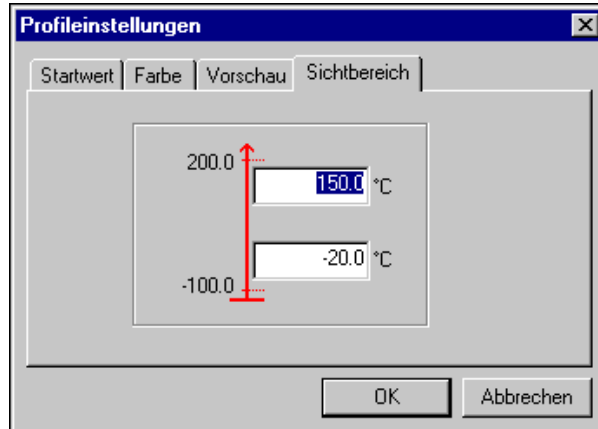 Profileinstellungen
Startwert Farbe Vorschau Sichtbereich
200.0
150.0 °C
-20.0 °C
-100.0
OK Abbrechen